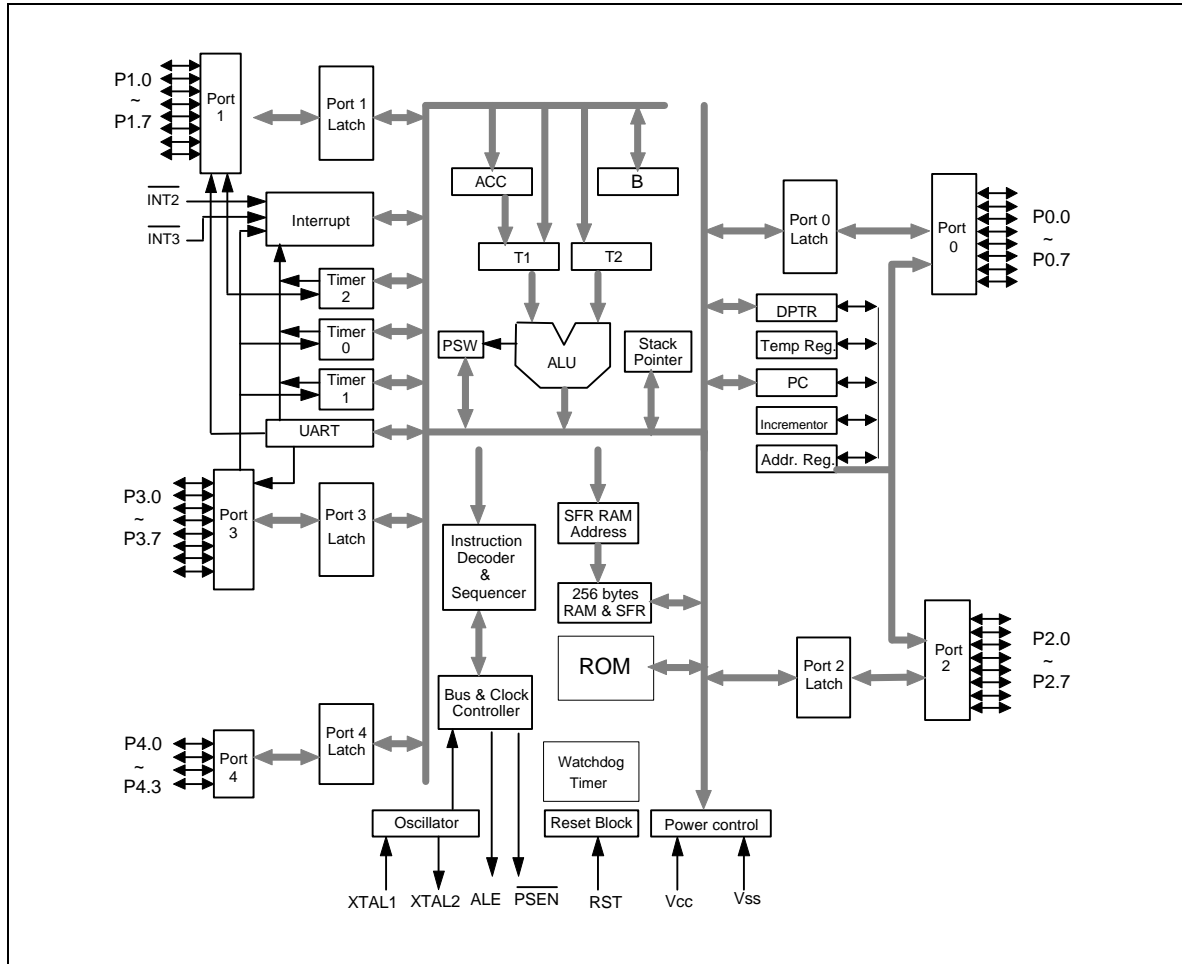 P1.0
~
P1.7
Port
1
Port 1
Latch
INT2
INT3
Interrupt
Timer
2
Timer
0
Timer
1
UART
P3.0
~
P3.7
Port
3
Port 3
Latch
P4.0
~
P4.3
Port
4
Port 4
Latch
ACC
B
T1
T2
PSW
ALU
Stack
Pointer
Instruction
Decoder
&
Sequencer
SFR RAM
Address
256 bytes
RAM & SFR
ROM
Bus & Clock
Controller
Watchdog
Timer
Oscillator
Reset Block
Power control
XTAL1
XTAL2
ALE
PSEN
RST
Vcc
Vss
Port 0
Latch
Port
0
P0.0
~
P0.7
DPTR
Temp Reg.
PC
Incrementor
Addr. Reg.
Port 2
Latch
Port
2
P2.0
~
P2.7